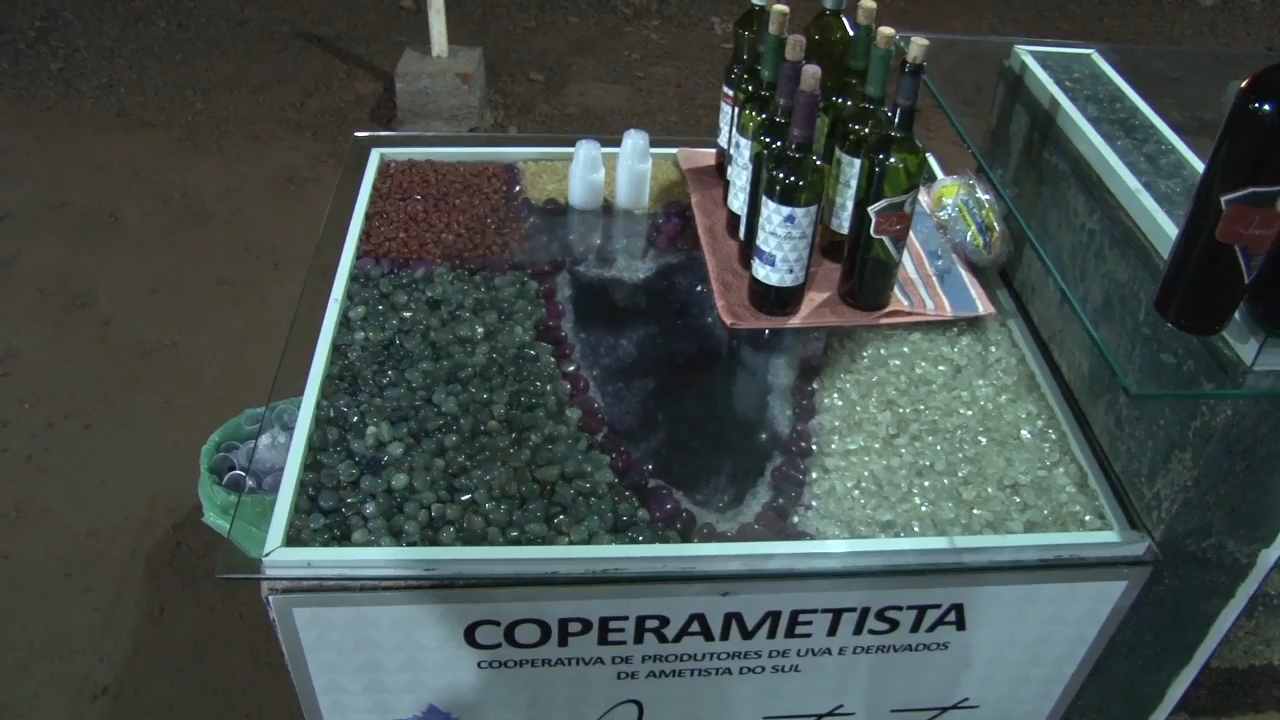 COPERAMETISTA
COOPERATIVA DE PRODUTORES DE UVA E DERIVADOS
DE AMETISTA DO SUL